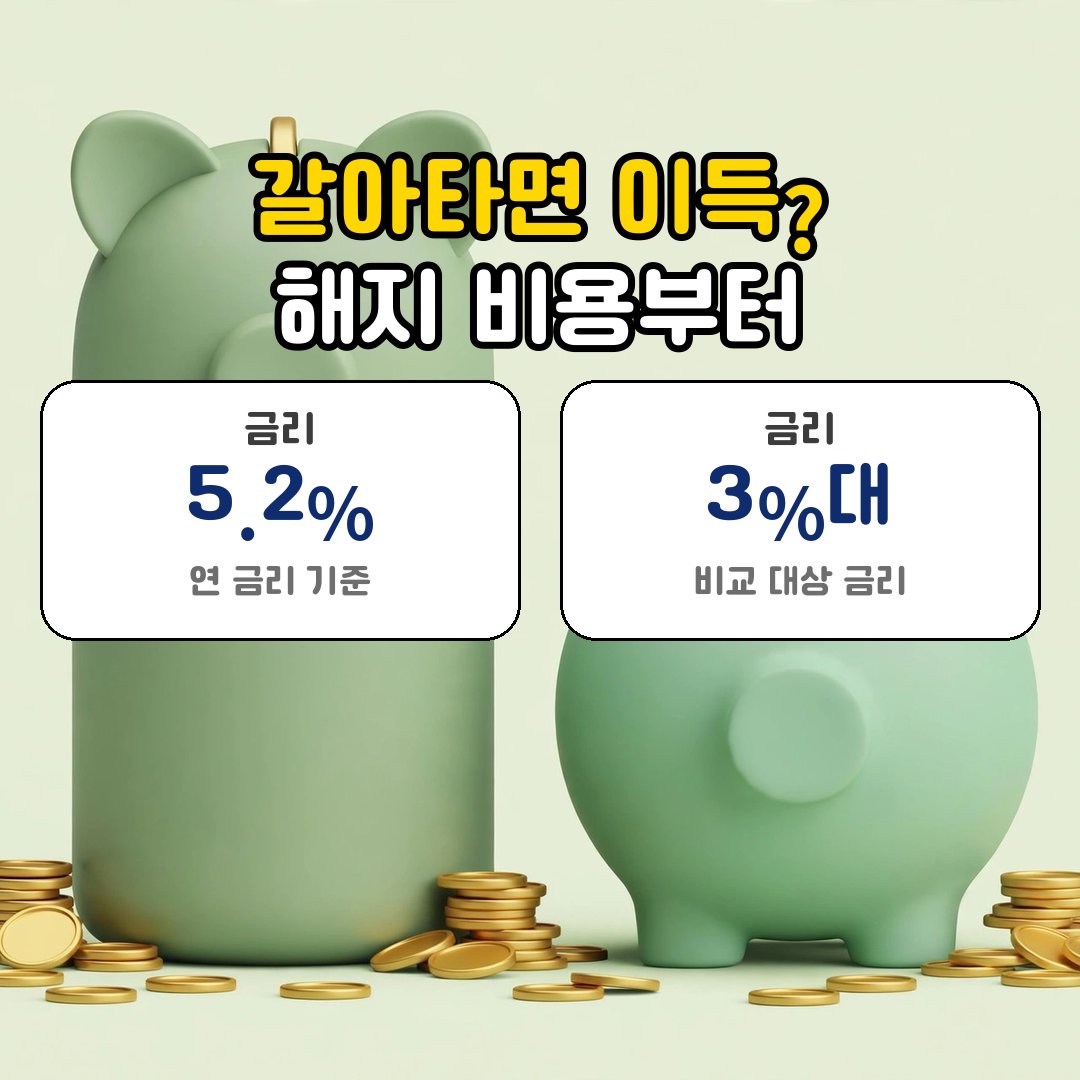 갈아타면 이득?
해지 비용부터
금리
5.2%
연 금리 기준
금리
3%대
비교 대상 금리